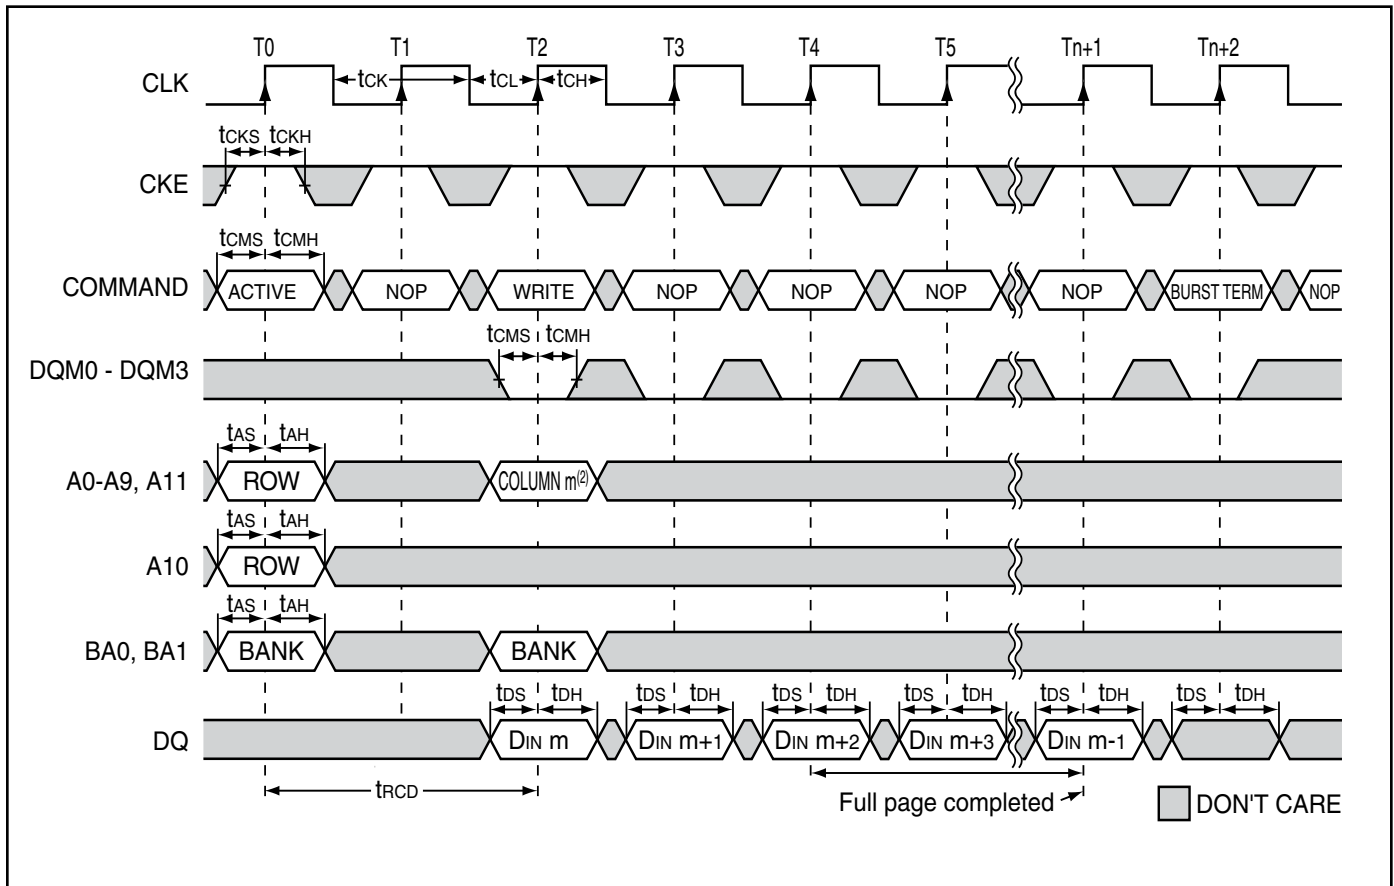 T0 T1 T2 T3 T4 T5 Tn+1 Tn+2
CLK tCK tCL tCH
tCKS tCKH
CKE
tCMS tCMH
COMMAND ACTIVE NOP WRITE NOP NOP NOP NOP BURST TERM NOP
tCMS tCMH
DQM0 - DQM3
tAS tAH
A0-A9, A11 ROW COLUMN m(2)
tAS tAH
A10 ROW
tAS tAH
BA0, BA1 BANK BANK
tDS tDH tDS tDH tDS tDH tDS tDH tDS tDH tDS tDH
DQ DIN m DIN m+1 DIN m+2 DIN m+3 DIN m-1
tRCD
Full page completed DON'T CARE